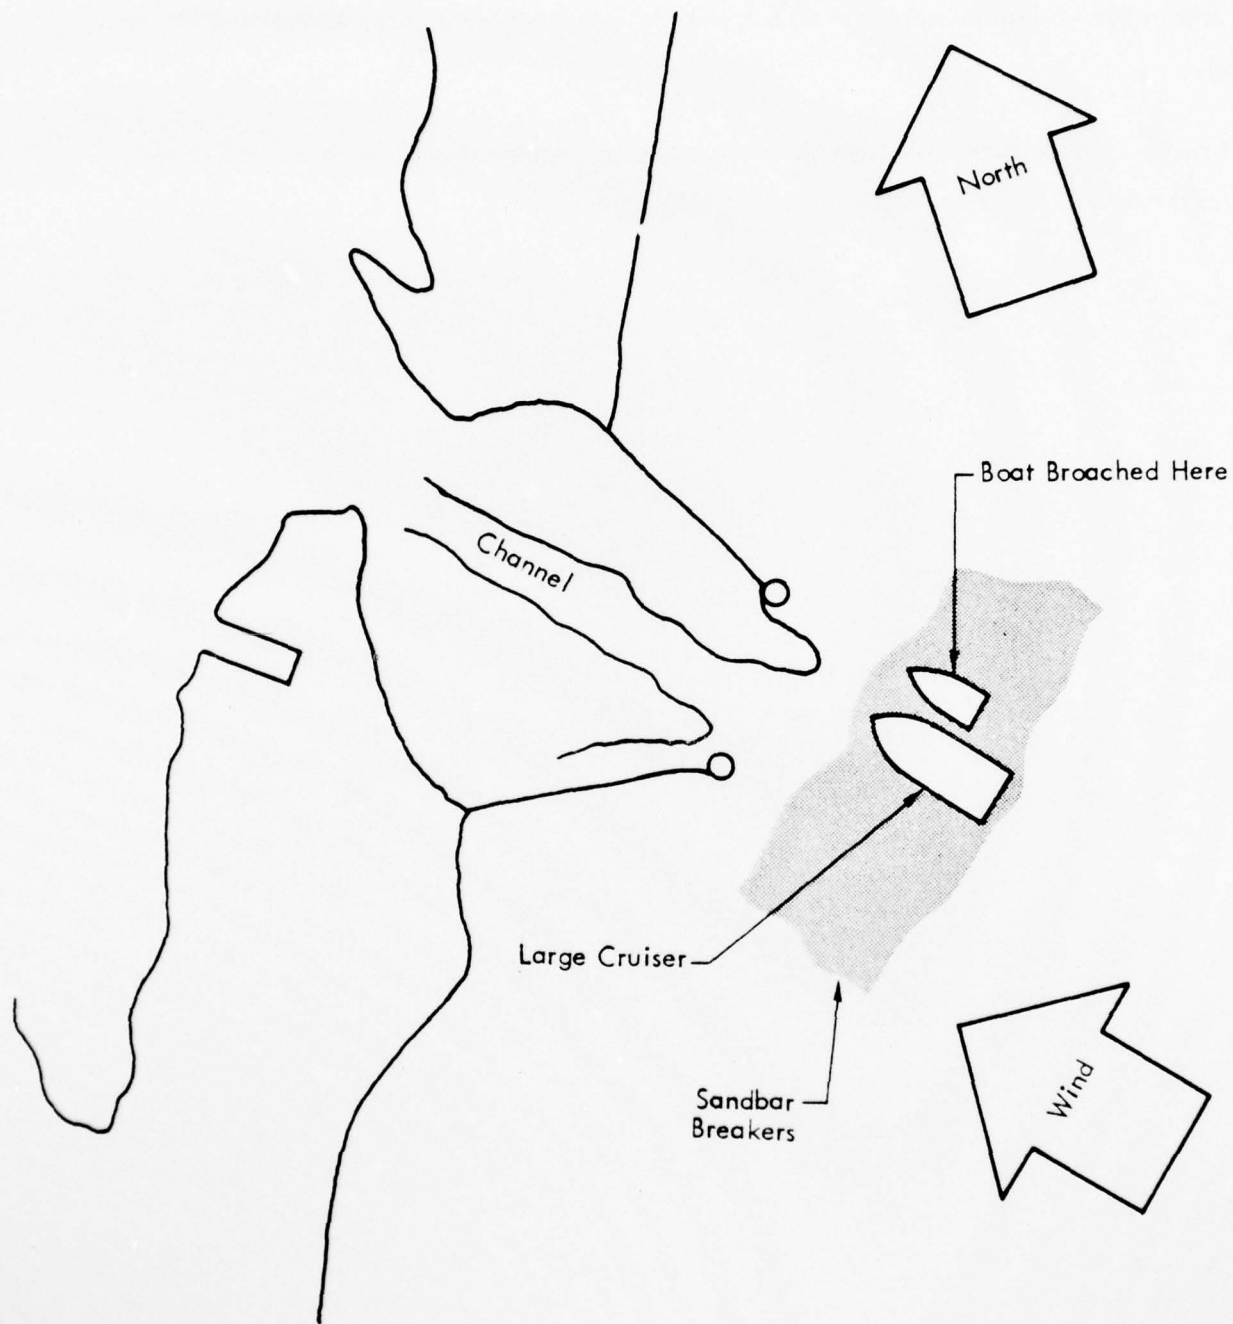 North
Boat Broached Here
Channel
Large Cruiser
Sandbar
Breakers
Wind